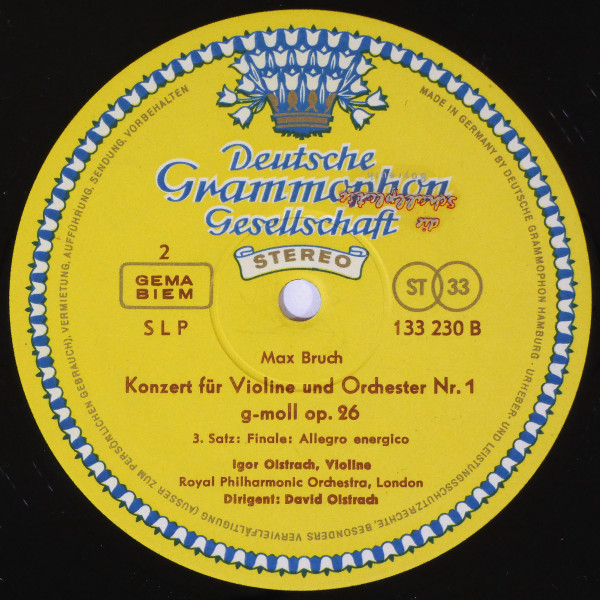 Deutsche
Grammophon
Gesellschaft
STEREO
2
GEMA
BIEM
SLP
ST 33
133 230 B
Max Bruch
Konzert für Violine und Orchester Nr. 1
g-moll op. 26
3. Satz: Finale: Allegro energico
Igor Oistrach, Violine
Royal Philharmonic Orchestra, London
Dirigent: David Oistrach
MADE IN GERMANY BY DEUTSCHE GRAMMOPHON HAMBURG · URHEBER- UND LEISTUNGSSCHUTZRECHTE, BESONDERS VERVIELFÄLTIGUNG (AUSSER ZUM PERSÖNLICHEN GEBRAUCH), VERMIETUNG, AUFFÜHRUNG, SENDUNG, VORBEHALTEN